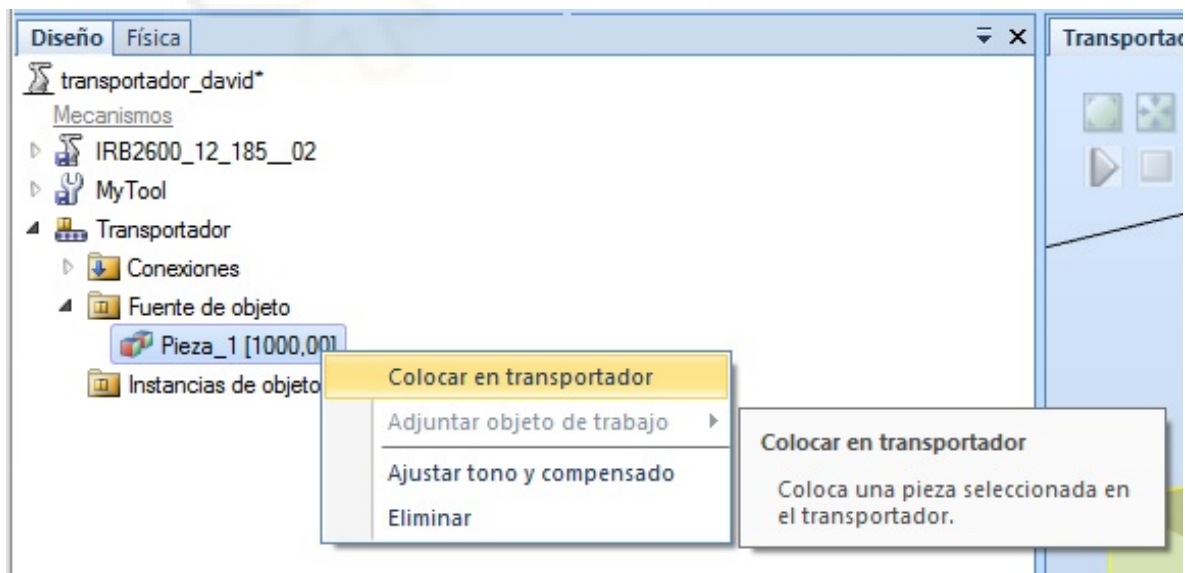 Diseño Física
Transportad
transportador_david*
Mecanismos
IRB2600_12_185__02
MyTool
Transportador
Conexiones
Fuente de objeto
Pieza_1 [1000,00]
Instancias de objeto
Colocar en transportador
Adjuntar objeto de trabajo
Ajustar tono y compensado
Eliminar
Colocar en transportador
Coloca una pieza seleccionada en
el transportador.